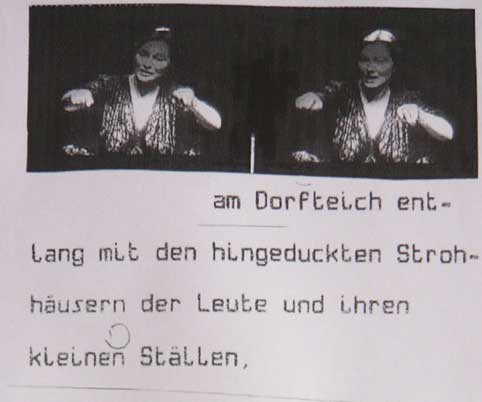 am Dorfteich ent-
lang mit den hingeduckten Stroh-
häusern der Leute und ihren
kleinen Ställen,